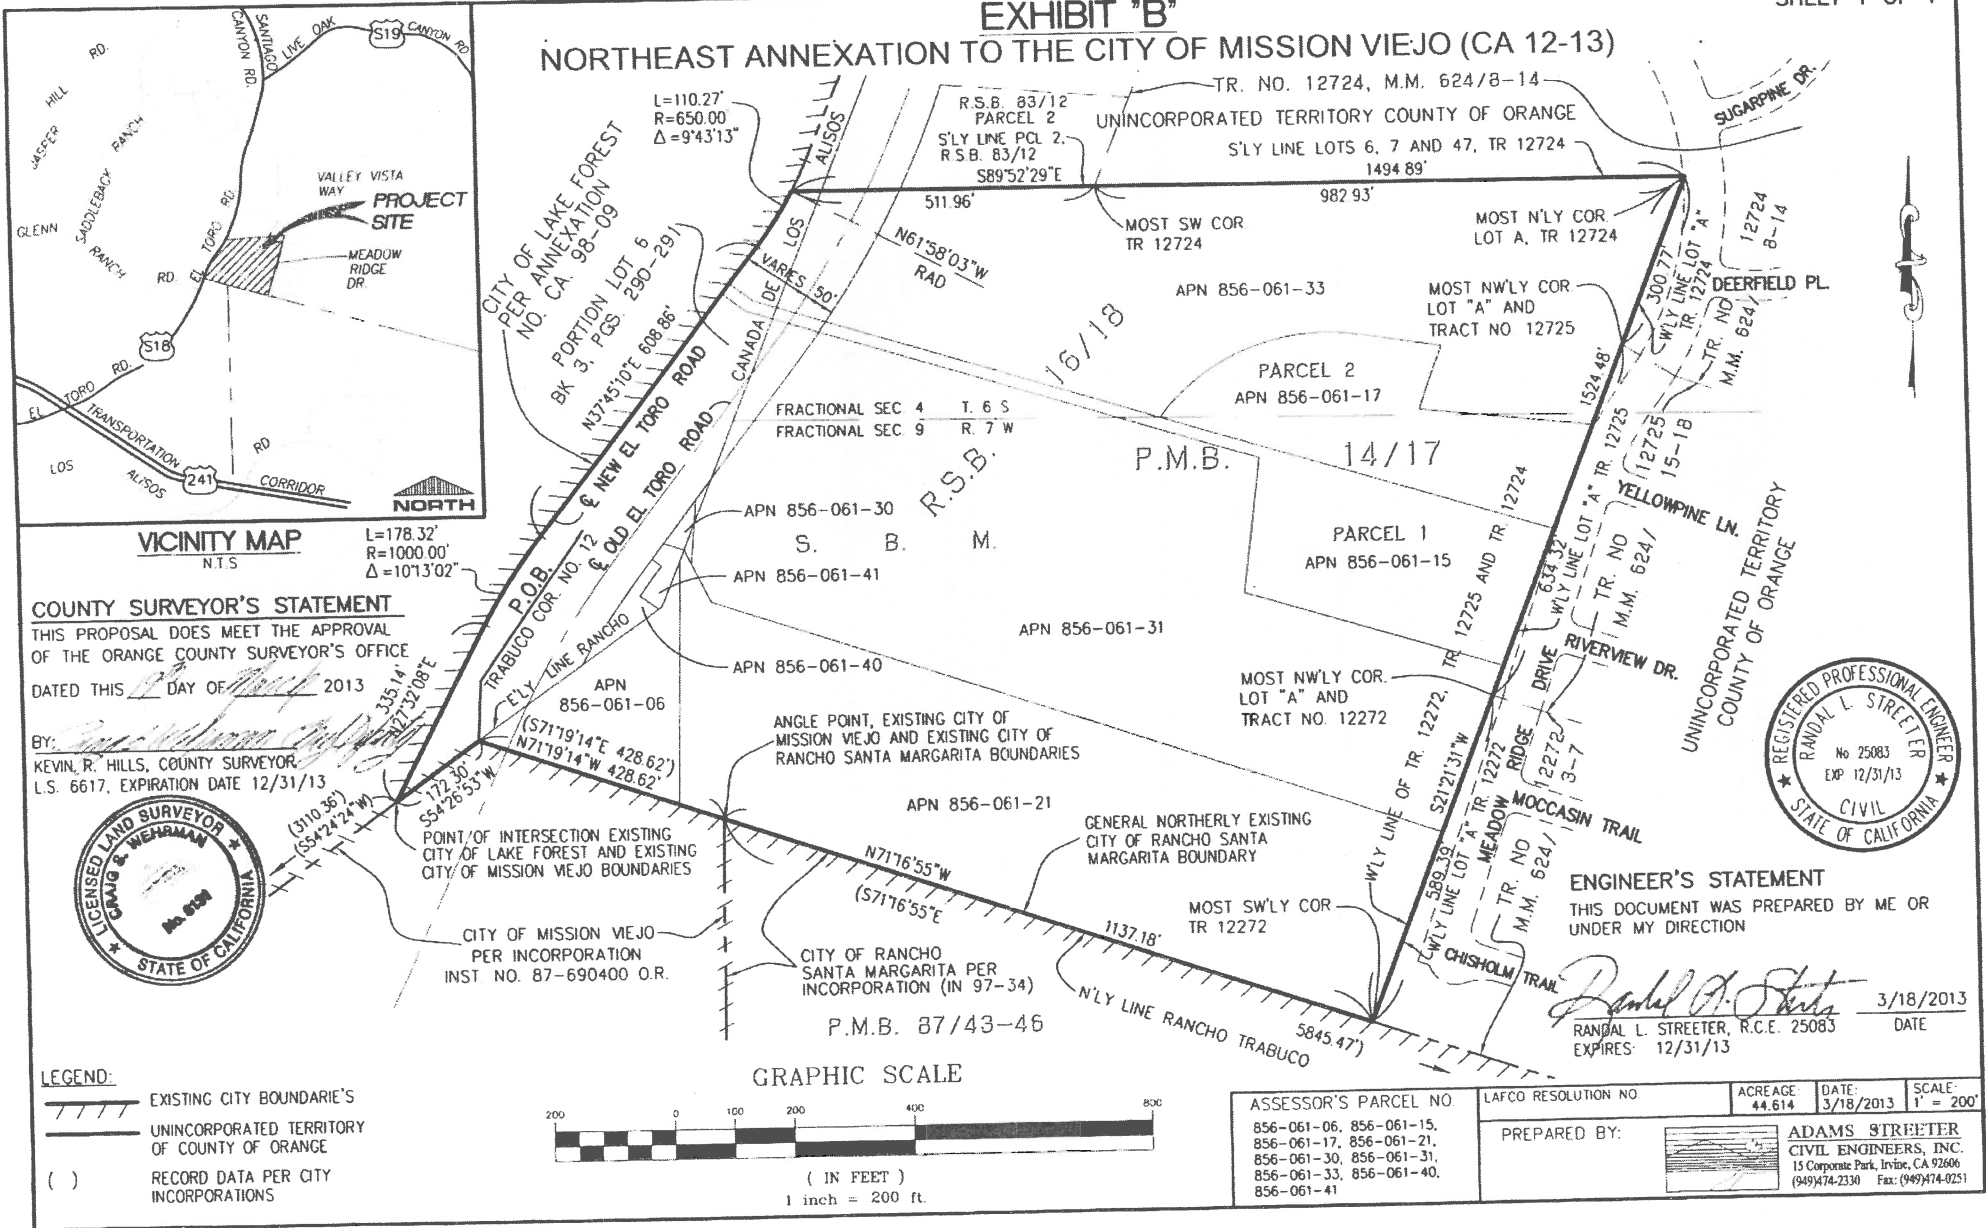 SHEET 1 OF 1
EXHIBIT "B"
NORTHEAST ANNEXATION TO THE CITY OF MISSION VIEJO (CA 12-13)
RD.
HILL
JASPER
RANCH
SADDLEBACK
RANCH
GLENN
CANYON RD.
SANTIAGO
LIVE OAK
S19
CANYON RD
TORO RD
EL
RD.
VALLEY VISTA
WAY
PROJECT
SITE
MEADOW
RIDGE
DR.
S18
EL TORO RD.
TRANSPORTATION
241
CORRIDOR
LOS
ALISOS
RD
NORTH
VICINITY MAP
N.T.S
L=110.27'
R=650.00'
Δ=9°43'13"
L=178.32'
R=1000.00'
Δ=10°13'02"
CITY OF LAKE FOREST
PER ANNEXATION
NO. CA. 98-09
PORTION LOT 6
BK 3, PGS. 290-291
N37°45'10"E 608.86'
℄ NEW EL TORO ROAD
℄ OLD EL TORO ROAD
CANADA DE LOS ALISOS
VARIES
50'
R.S.B. 83/12
PARCEL 2
S'LY LINE PCL 2,
R.S.B. 83/12
S89°52'29"E
511.96'
TR. NO. 12724, M.M. 624/8-14
UNINCORPORATED TERRITORY COUNTY OF ORANGE
S'LY LINE LOTS 6, 7 AND 47, TR 12724
1494.89'
982.93'
MOST SW COR
TR 12724
N61°58'03"W
RAD
MOST N'LY COR.
LOT A, TR 12724
SUGARPINE DR.
12724
8-14
DEERFIELD PL.
APN 856-061-33
MOST NW'LY COR.
LOT "A" AND
TRACT NO 12725
300.77'
W'LY LINE LOT "A"
TR. 12724
TR. NO
M.M. 624/
16/18
PARCEL 2
APN 856-061-17
1524.48'
FRACTIONAL SEC 4 T. 6 S
FRACTIONAL SEC 9 R. 7 W
R.S.B.
P.M.B. 14/17
12725
15-18
YELLOWPINE LN.
TR. NO
M.M. 624/
APN 856-061-30
S. B. M.
PARCEL 1
APN 856-061-15
634.32'
W'LY LINE LOT "A" TR 12725
UNINCORPORATED TERRITORY
COUNTY OF ORANGE
APN 856-061-41
P.O.B.
TRABUCO COR. NO. 12
E'LY LINE RANCHO
APN 856-061-31
APN 856-061-40
APN
856-061-06
RIVERVIEW DR.
MOST NW'LY COR.
LOT "A" AND
TRACT NO. 12272
W'LY LINE OF TR. 12272, TR. 12725 AND TR. 12724
S21°21'31"W
MEADOW RIDGE DRIVE
12272
3-7
MOCCASIN TRAIL
TR. NO
M.M. 624/
589.39'
W'LY LINE LOT "A" TR 12272
335.14'
N27°32'08"E
(S71°19'14"E 428.62')
N71°19'14"W 428.62'
172.30'
S54°26'53"W
(3110.36')
(S54°24'24"W)
ANGLE POINT, EXISTING CITY OF
MISSION VIEJO AND EXISTING CITY OF
RANCHO SANTA MARGARITA BOUNDARIES
APN 856-061-21
POINT OF INTERSECTION EXISTING
CITY OF LAKE FOREST AND EXISTING
CITY OF MISSION VIEJO BOUNDARIES
GENERAL NORTHERLY EXISTING
CITY OF RANCHO SANTA
MARGARITA BOUNDARY
N71°16'55"W
(S71°16'55"E
1137.18'
5845.47')
MOST SW'LY COR
TR 12272
CHISHOLM TRAIL
N'LY LINE RANCHO TRABUCO
CITY OF MISSION VIEJO
PER INCORPORATION
INST. NO. 87-690400 O.R.
CITY OF RANCHO
SANTA MARGARITA PER
INCORPORATION (IN 97-34)
P.M.B. 87/43-46
COUNTY SURVEYOR'S STATEMENT
THIS PROPOSAL DOES MEET THE APPROVAL
OF THE ORANGE COUNTY SURVEYOR'S OFFICE
DATED THIS DAY OF March 2013
BY:
KEVIN. R. HILLS, COUNTY SURVEYOR
L.S. 6617, EXPIRATION DATE 12/31/13
LICENSED LAND SURVEYOR
CRAIG S. WEHRMAN
No. 6131
STATE OF CALIFORNIA
REGISTERED PROFESSIONAL ENGINEER
RANDAL L. STREETER
No 25083
EXP 12/31/13
CIVIL
STATE OF CALIFORNIA
ENGINEER'S STATEMENT
THIS DOCUMENT WAS PREPARED BY ME OR
UNDER MY DIRECTION
3/18/2013
RANDAL L. STREETER, R.C.E. 25083 DATE
EXPIRES: 12/31/13
LEGEND:
EXISTING CITY BOUNDARIE'S
UNINCORPORATED TERRITORY
OF COUNTY OF ORANGE
( ) RECORD DATA PER CITY
INCORPORATIONS
GRAPHIC SCALE
200 0 100 200 400 800
( IN FEET )
1 inch = 200 ft.
ASSESSOR'S PARCEL NO.
856-061-06, 856-061-15,
856-061-17, 856-061-21,
856-061-30, 856-061-31,
856-061-33, 856-061-40,
856-061-41
LAFCO RESOLUTION NO.
ACREAGE:
44.614
DATE:
3/18/2013
SCALE:
1" = 200'
PREPARED BY:
ADAMS STREETER
CIVIL ENGINEERS, INC.
15 Corporate Park, Irvine, CA 92606
(949)474-2330 Fax: (949)474-0251